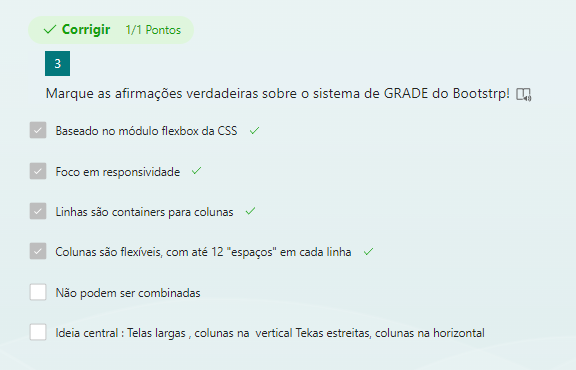 Corrigir 1/1 Pontos
3
Marque as afirmações verdadeiras sobre o sistema de GRADE do Bootstrp!
Baseado no módulo flexbox da CSS
Foco em responsividade
Linhas são containers para colunas
Colunas são flexíveis, com até 12 "espaços" em cada linha
Não podem ser combinadas
Ideia central : Telas largas , colunas na vertical Tekas estreitas, colunas na horizontal